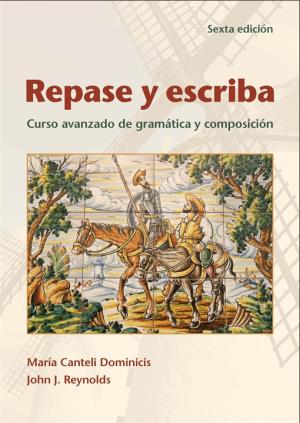 Sexta edición
Repase y escriba
Curso avanzado de gramática y composición
María Canteli Dominicis
John J. Reynolds